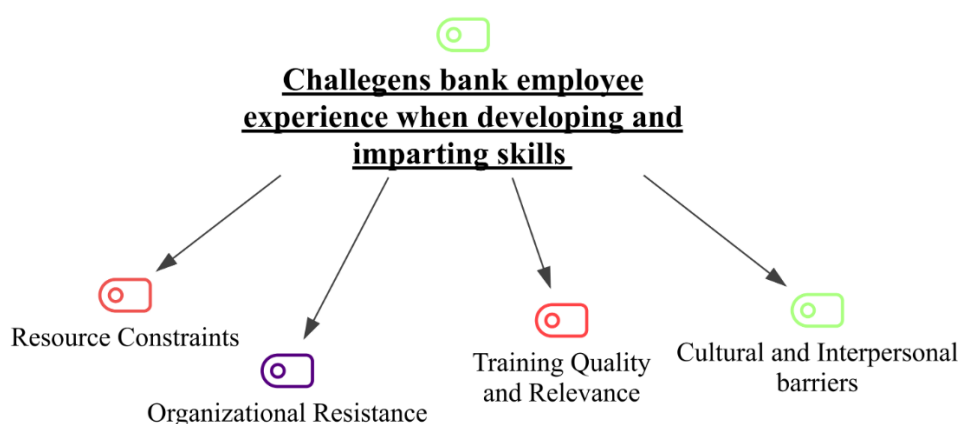 Challegens bank employee
experience when developing and
imparting skills
Resource Constraints
Organizational Resistance
Training Quality
and Relevance
Cultural and Interpersonal
barriers